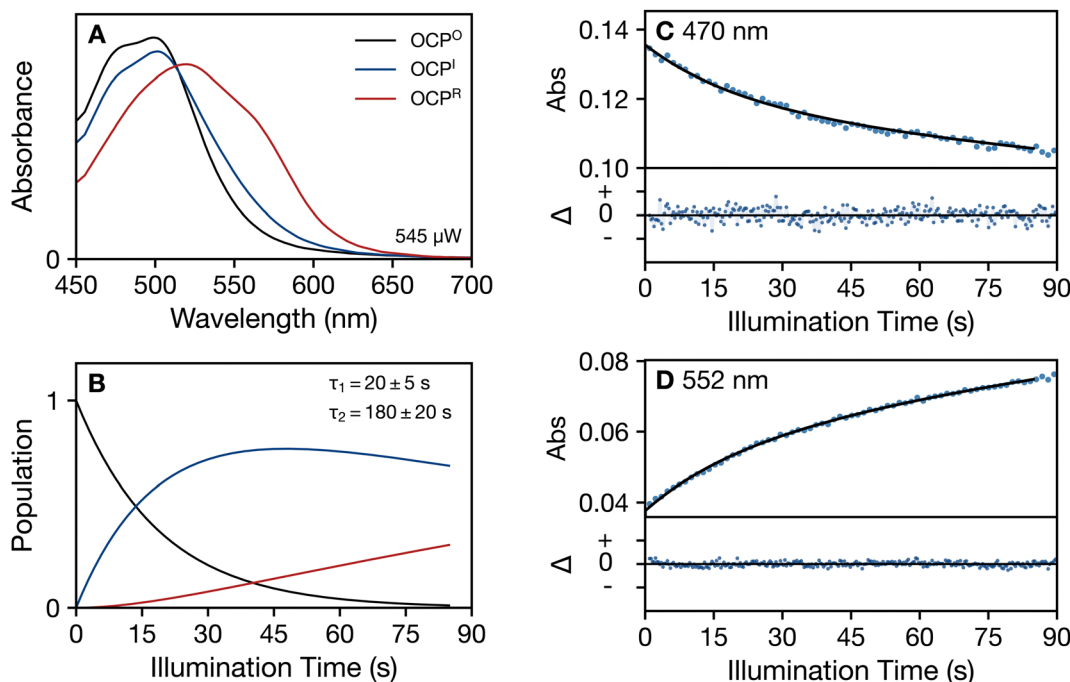 A
OCPᴼ
OCPᴵ
OCPᴿ
545 µW
Absorbance
0
450 500 550 600 650 700
Wavelength (nm)
B
τ₁ = 20 ± 5 s
τ₂ = 180 ± 20 s
Population
1
0
0 15 30 45 60 75 90
Illumination Time (s)
C 470 nm
Abs
0.14
0.12
0.10
Δ
+
0
-
0 15 30 45 60 75 90
Illumination Time (s)
D 552 nm
Abs
0.08
0.06
0.04
Δ
+
0
-
0 15 30 45 60 75 90
Illumination Time (s)